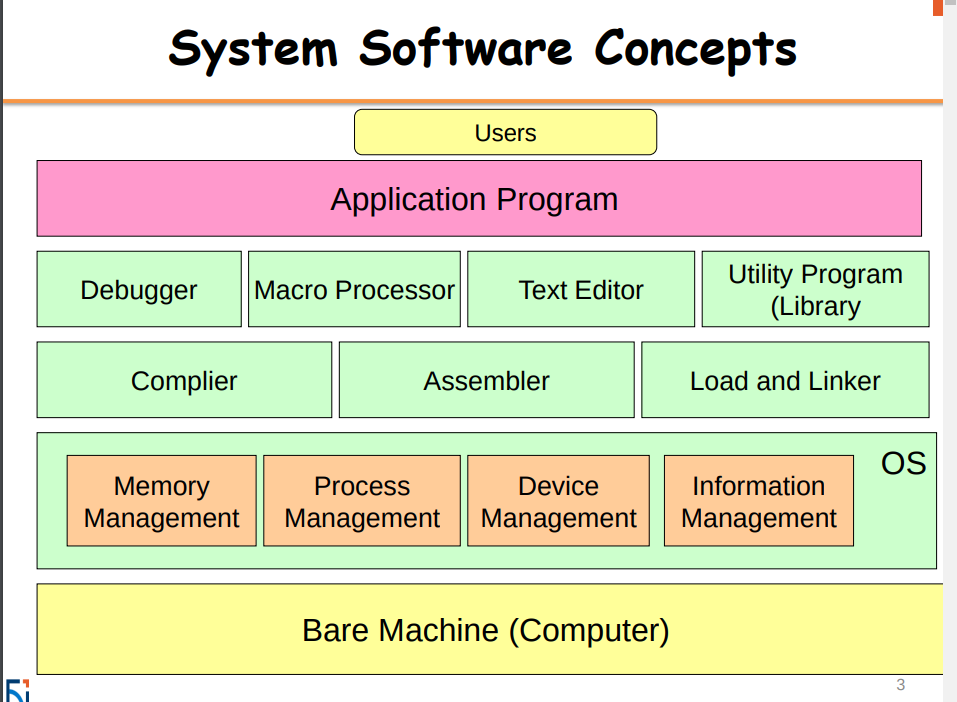 System Software Concepts
Users
Application Program
Debugger
Macro Processor
Text Editor
Utility Program
(Library
Complier
Assembler
Load and Linker
OS
Memory
Management
Process
Management
Device
Management
Information
Management
Bare Machine (Computer)
3